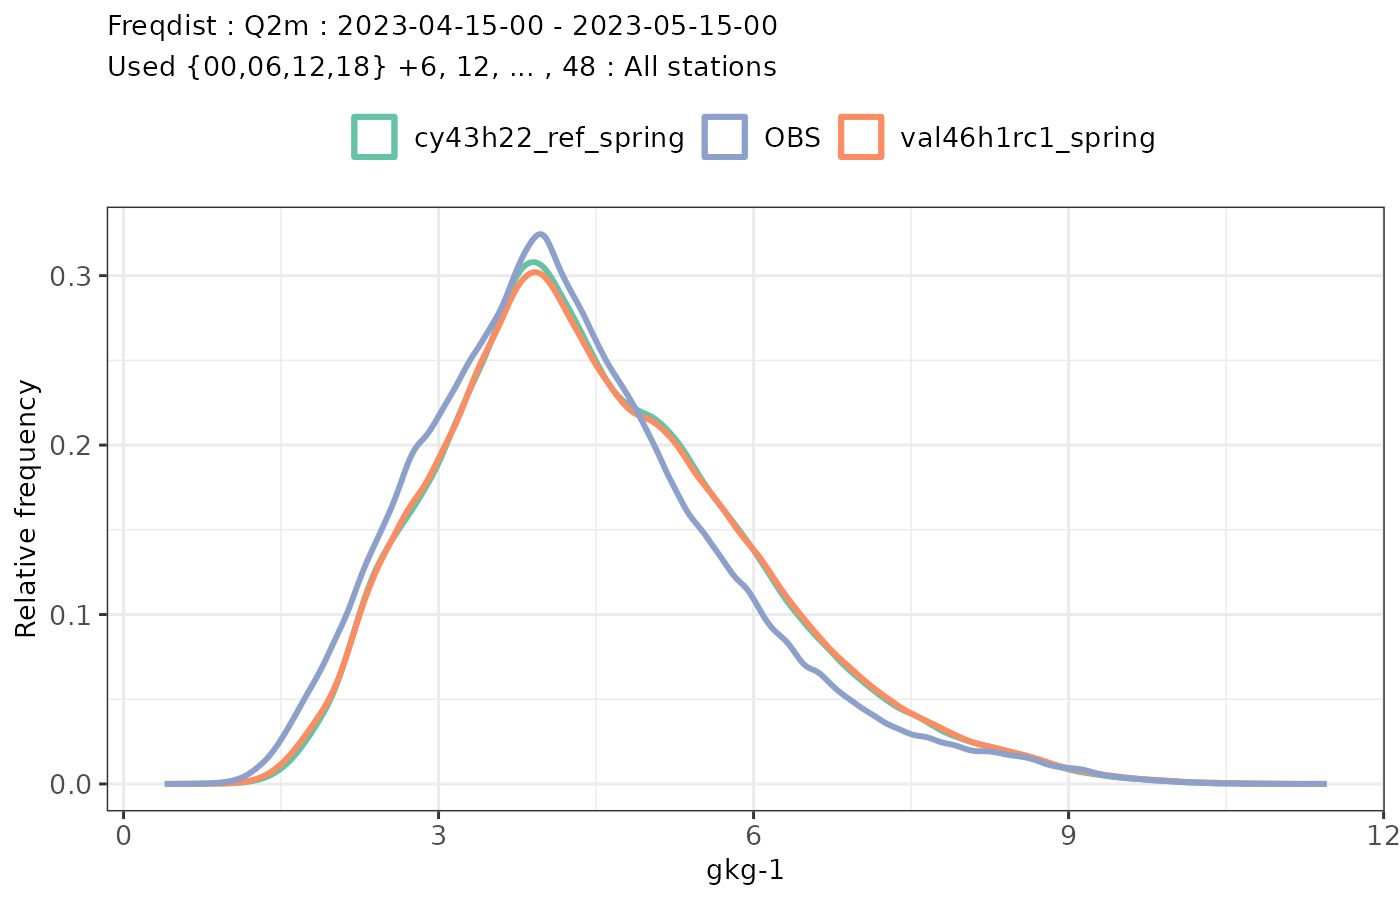 Freqdist : Q2m : 2023-04-15-00 - 2023-05-15-00
Used {00,06,12,18} +6, 12, ... , 48 : All stations
cy43h22_ref_spring OBS val46h1rc1_spring
Relative frequency
0.3
0.2
0.1
0.0
0 3 6 9 12
gkg-1